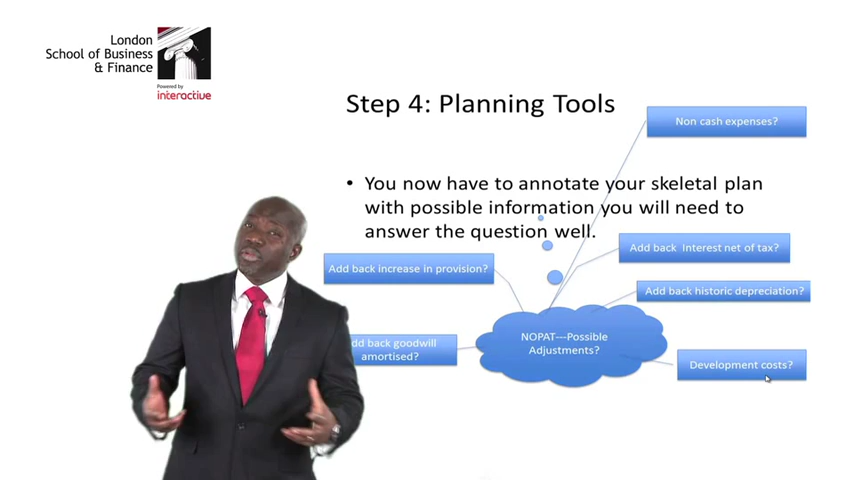 London
School of Business
& Finance
Powered by
interactive
Step 4: Planning Tools
Non cash expenses?
• You now have to annotate your skeletal plan
with possible information you will need to
answer the question well.
Add back Interest net of tax?
Add back increase in provision?
Add back historic depreciation?
NOPAT---Possible
Adjustments?
dd back goodwill
amortised?
Development costs?